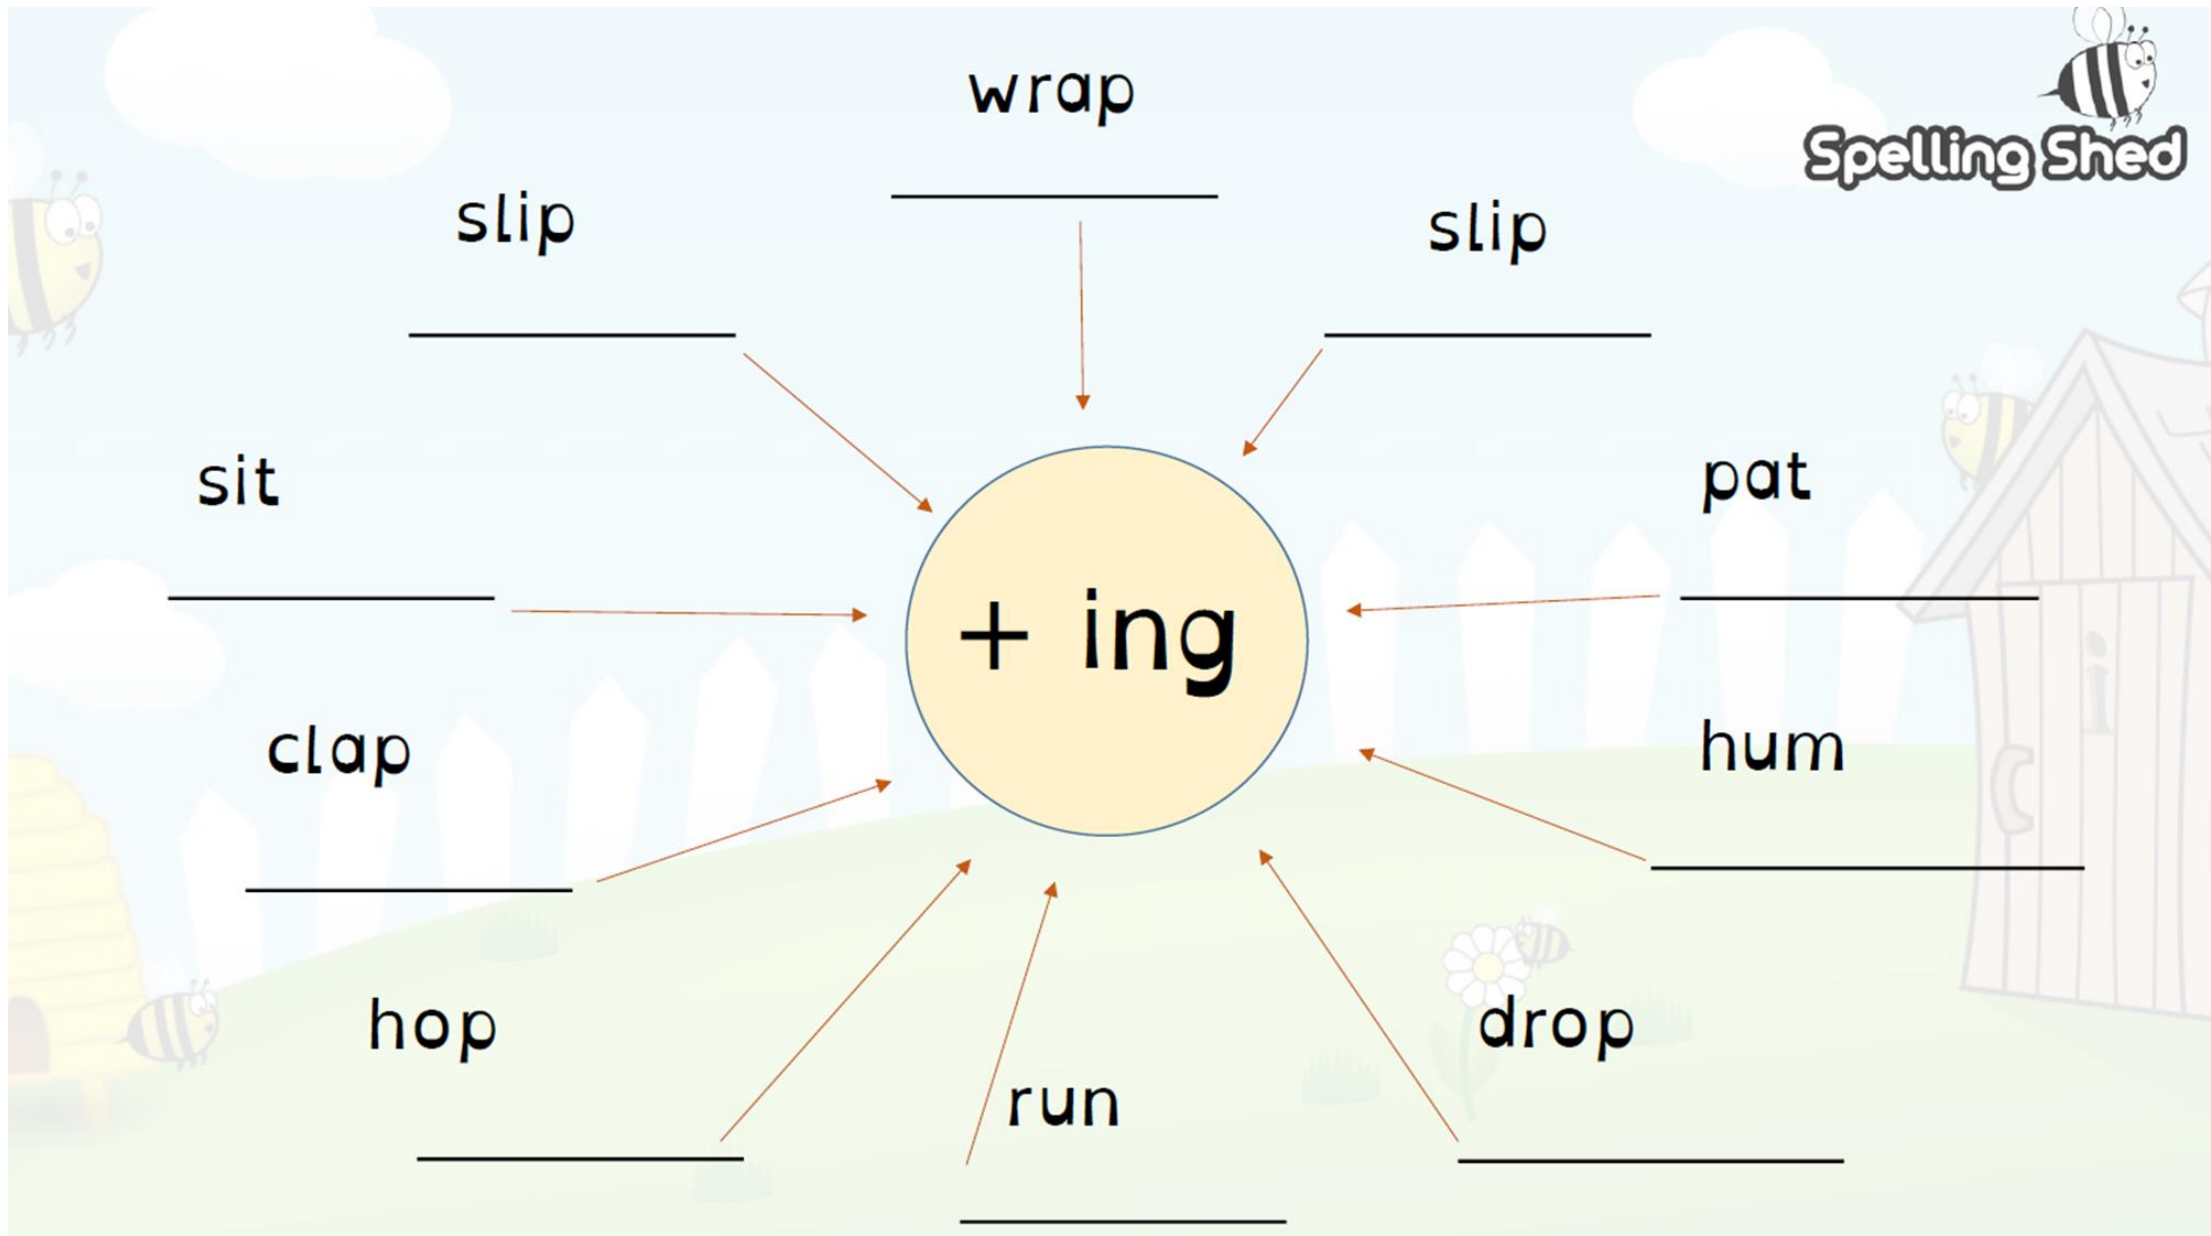 wrap
Spelling Shed
slip
slip
sit
pat
+ ing
clap
hum
hop
drop
run